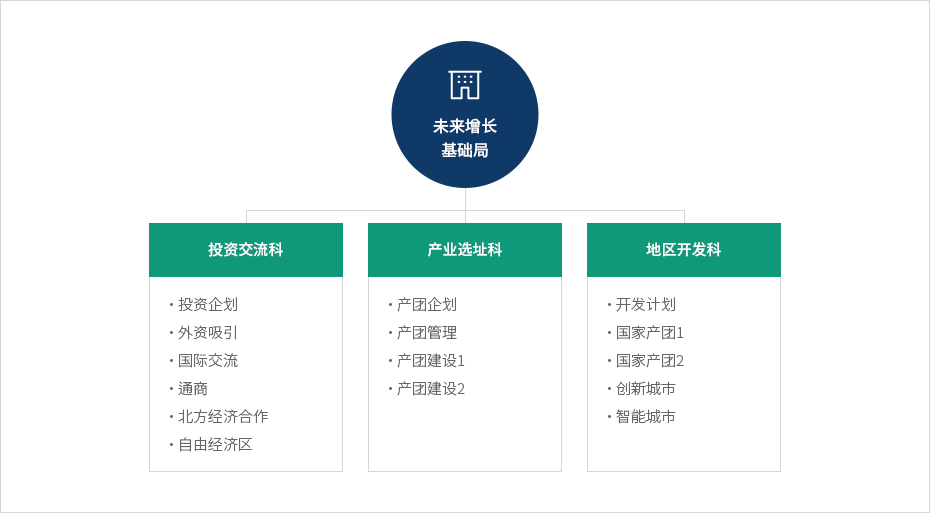 未来增长
基础局
投资交流科
・投资企划
・外资吸引
・国际交流
・通商
・北方经济合作
・自由经济区
产业选址科
・产团企划
・产团管理
・产团建设1
・产团建设2
地区开发科
・开发计划
・国家产团1
・国家产团2
・创新城市
・智能城市